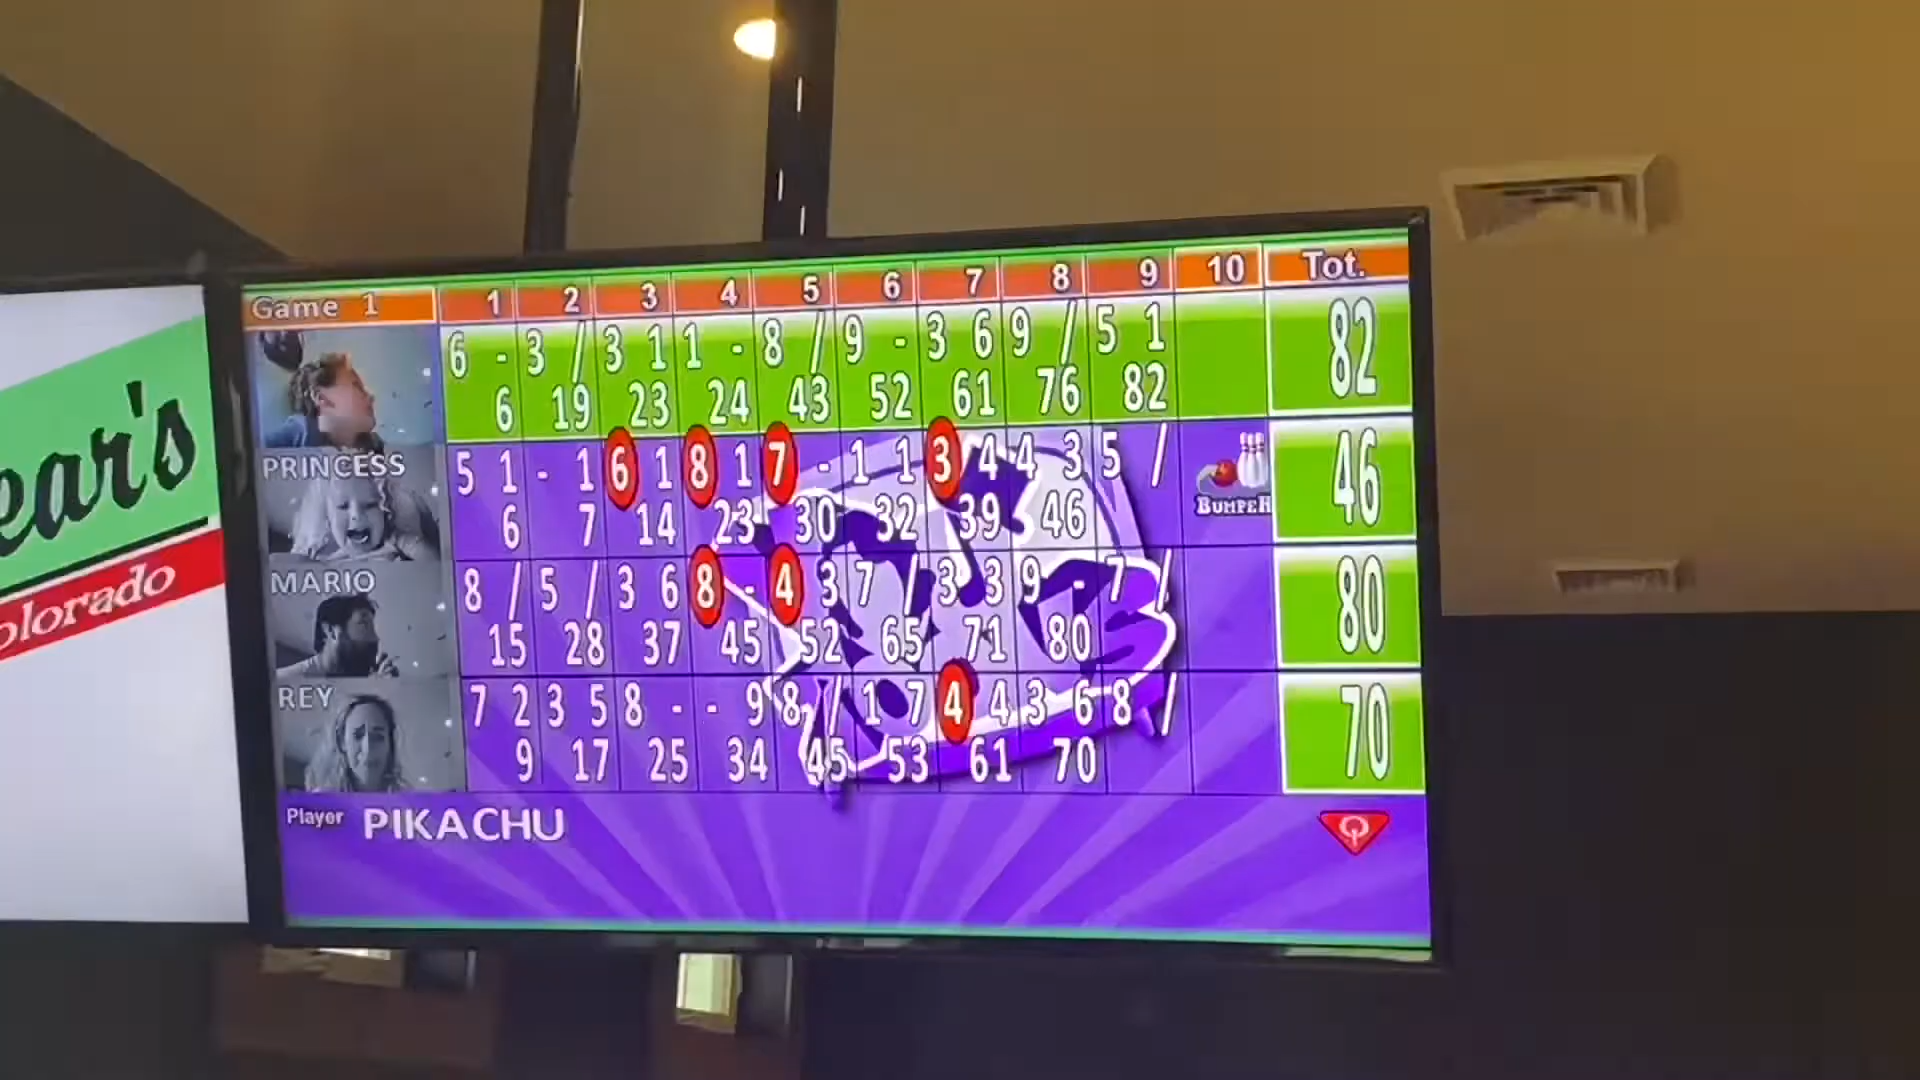 Game 1 1 2 3 4 5 6 7 8 9 10 Tot.
6 - 3 / 3 1 1 - 8 / 9 - 3 6 9 / 5 1 82
6 19 23 24 43 52 61 76 82
PRINCESS 5 1 - 1 6 1 8 1 7 - 1 1 3 4 4 3 5 / 46
6 7 14 23 30 32 39 46 BUMPER
MARIO 8 / 5 / 3 6 8 - 4 3 7 / 3 3 9 - 7 / 80
15 28 37 45 52 65 71 80
REY 7 2 3 5 8 - - 9 8 / 1 7 4 4 3 6 8 / 70
9 17 25 34 45 53 61 70
Player PIKACHU
ear's
olorado